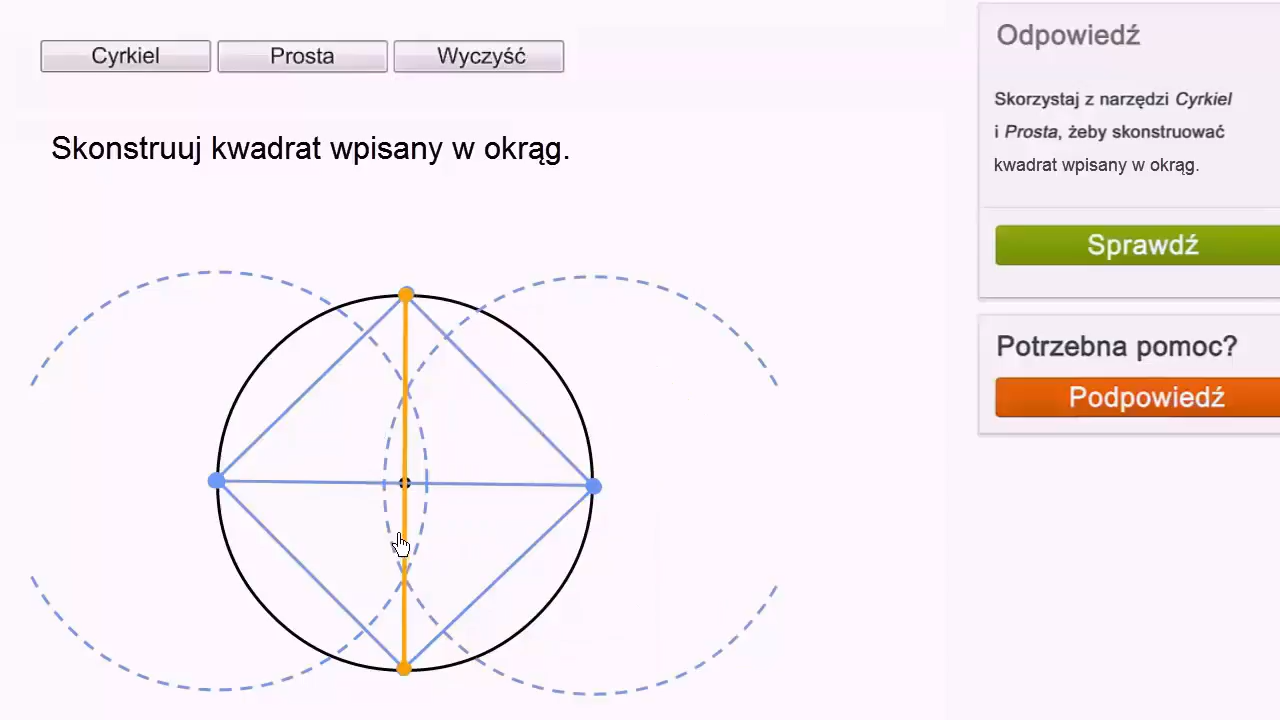 Cyrkiel
Prosta
Wyczyść
Skonstruuj kwadrat wpisany w okrąg.
Odpowiedź
Skorzystaj z narzędzi Cyrkiel
i Prosta, żeby skonstruować
kwadrat wpisany w okrąg.
Sprawdź
Potrzebna pomoc?
Podpowiedź